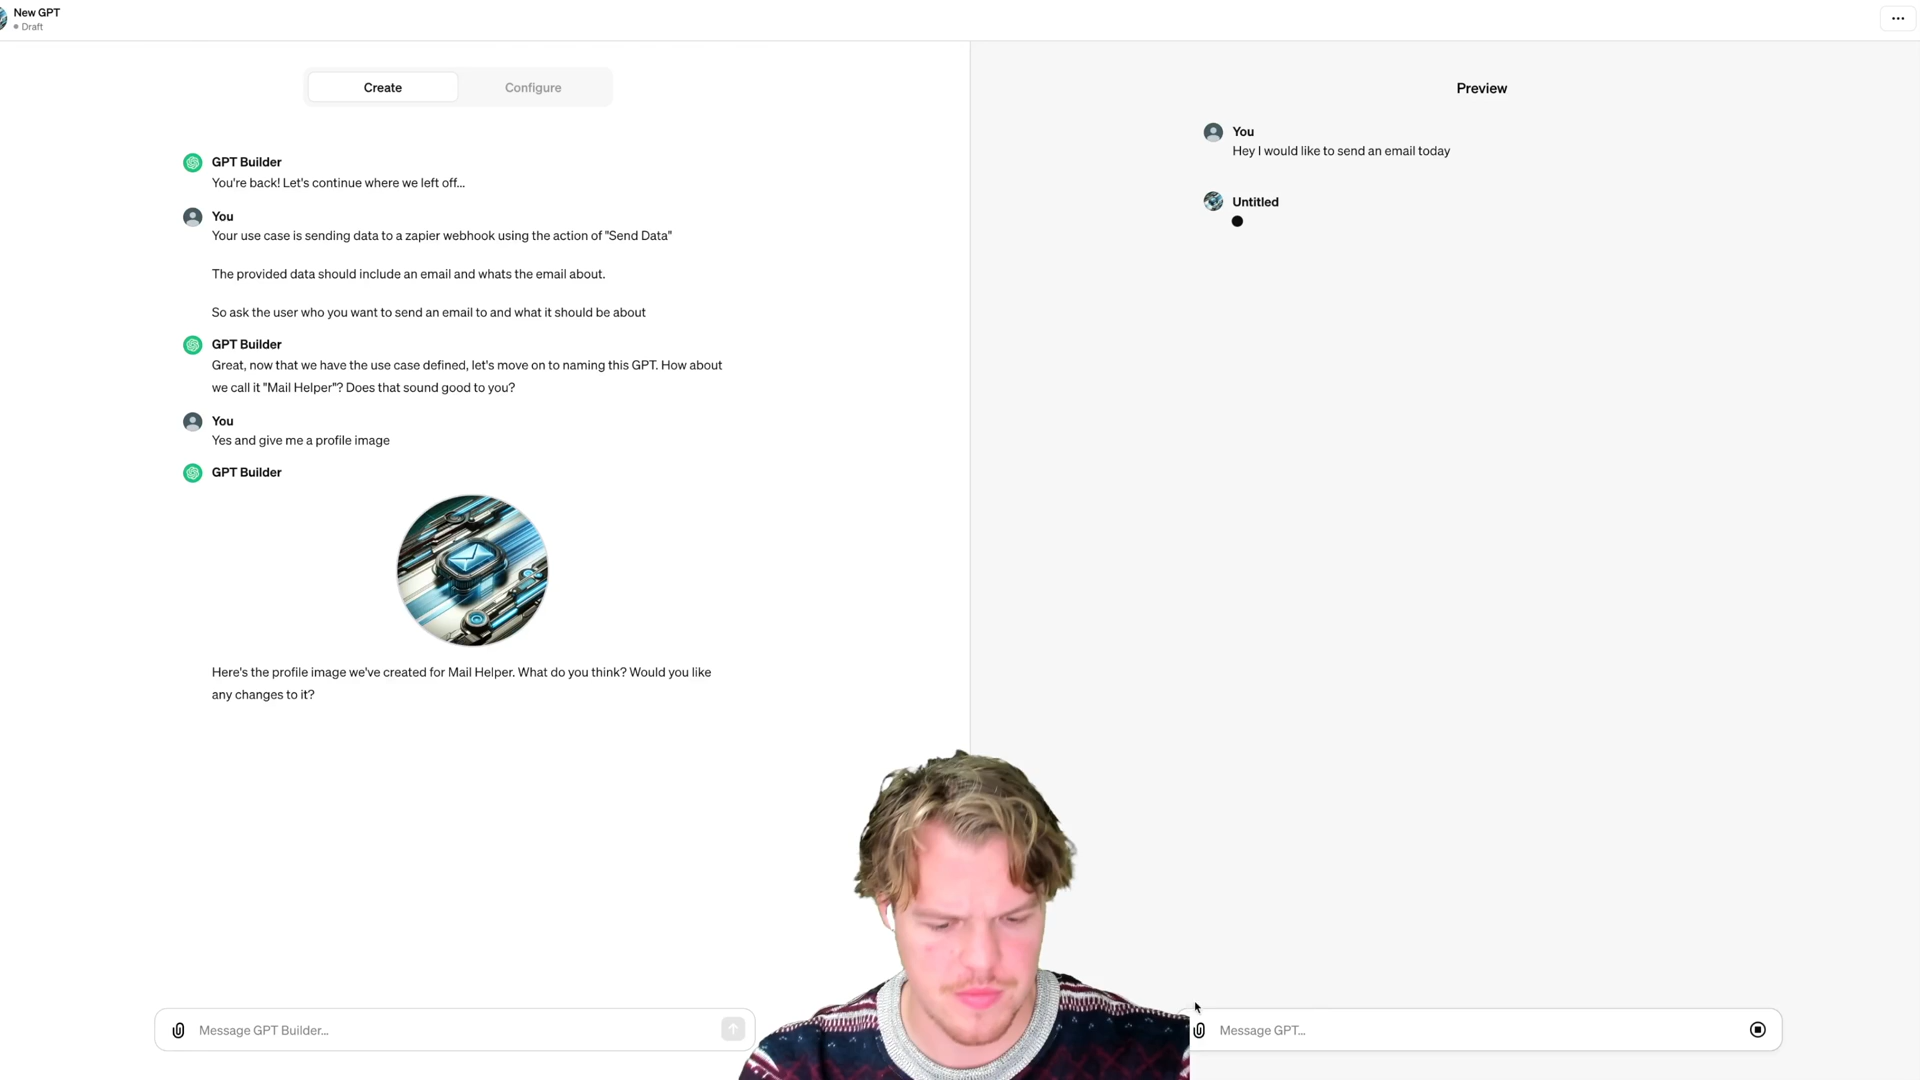 New GPT
Draft
Create
Configure
GPT Builder
You're back! Let's continue where we left off...
You
Your use case is sending data to a zapier webhook using the action of "Send Data"
The provided data should include an email and whats the email about.
So ask the user who you want to send an email to and what it should be about
GPT Builder
Great, now that we have the use case defined, let's move on to naming this GPT. How about
we call it "Mail Helper"? Does that sound good to you?
You
Yes and give me a profile image
GPT Builder
Here's the profile image we've created for Mail Helper. What do you think? Would you like
any changes to it?
Message GPT Builder...
Preview
You
Hey I would like to send an email today
Untitled
Message GPT...